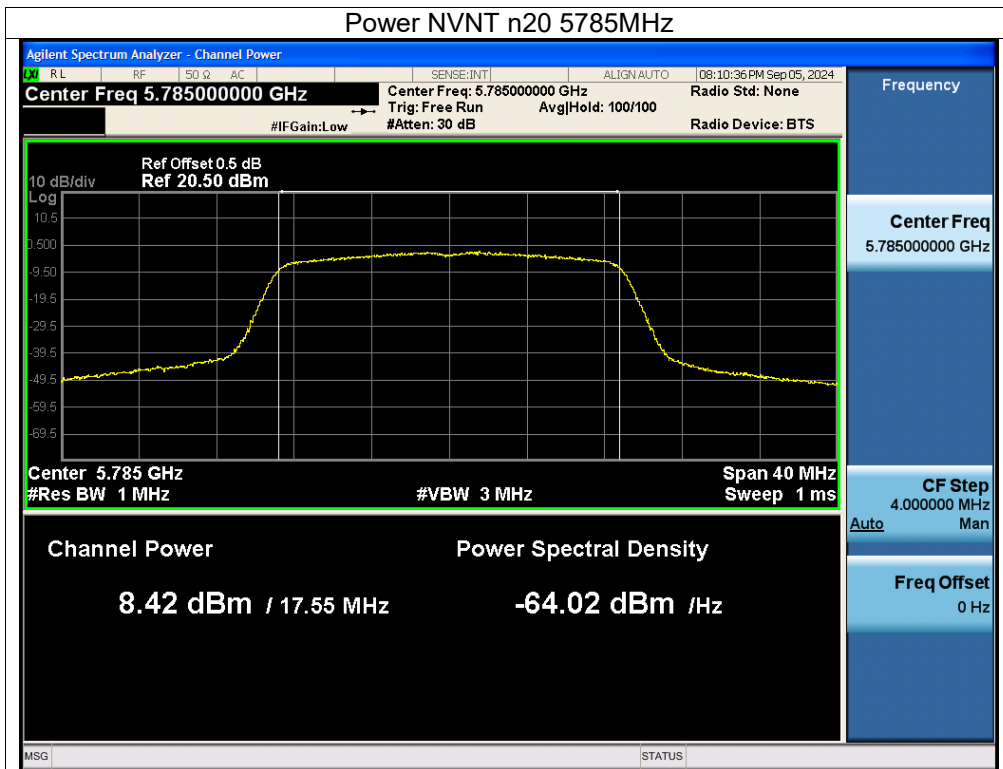 Power NVNT n20 5785MHz
Agilent Spectrum Analyzer - Channel Power
LXI RL RF 50 Ω AC SENSE:INT ALIGN AUTO 08:10:36 PM Sep 05, 2024
Center Freq 5.785000000 GHz
Center Freq: 5.785000000 GHz
Radio Std: None
Trig: Free Run Avg|Hold: 100/100
#IFGain:Low
#Atten: 30 dB
Radio Device: BTS
Ref Offset 0.5 dB
10 dB/div Ref 20.50 dBm
Log
10.5
0.500
-9.50
-19.5
-29.5
-39.5
-49.5
-59.5
-69.5
Center 5.785 GHz
Span 40 MHz
#Res BW 1 MHz
#VBW 3 MHz
Sweep 1 ms
Channel Power
Power Spectral Density
8.42 dBm / 17.55 MHz
-64.02 dBm /Hz
Frequency
Center Freq
5.785000000 GHz
CF Step
4.000000 MHz
Auto Man
Freq Offset
0 Hz
MSG
STATUS